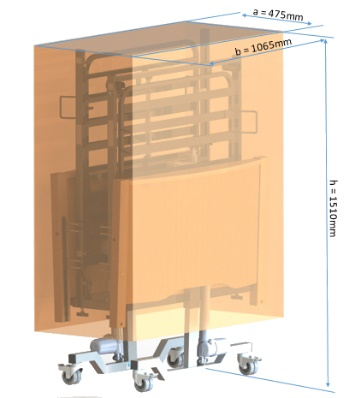 a = 475mm
b = 1065mm
h = 1510mm